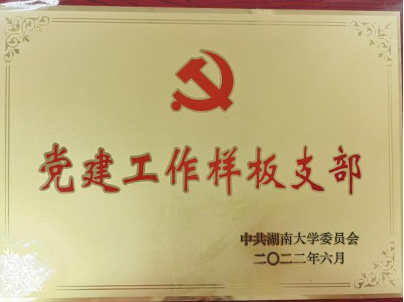 党建工作样板支部
中共湖南大学委员会
二〇二二年六月